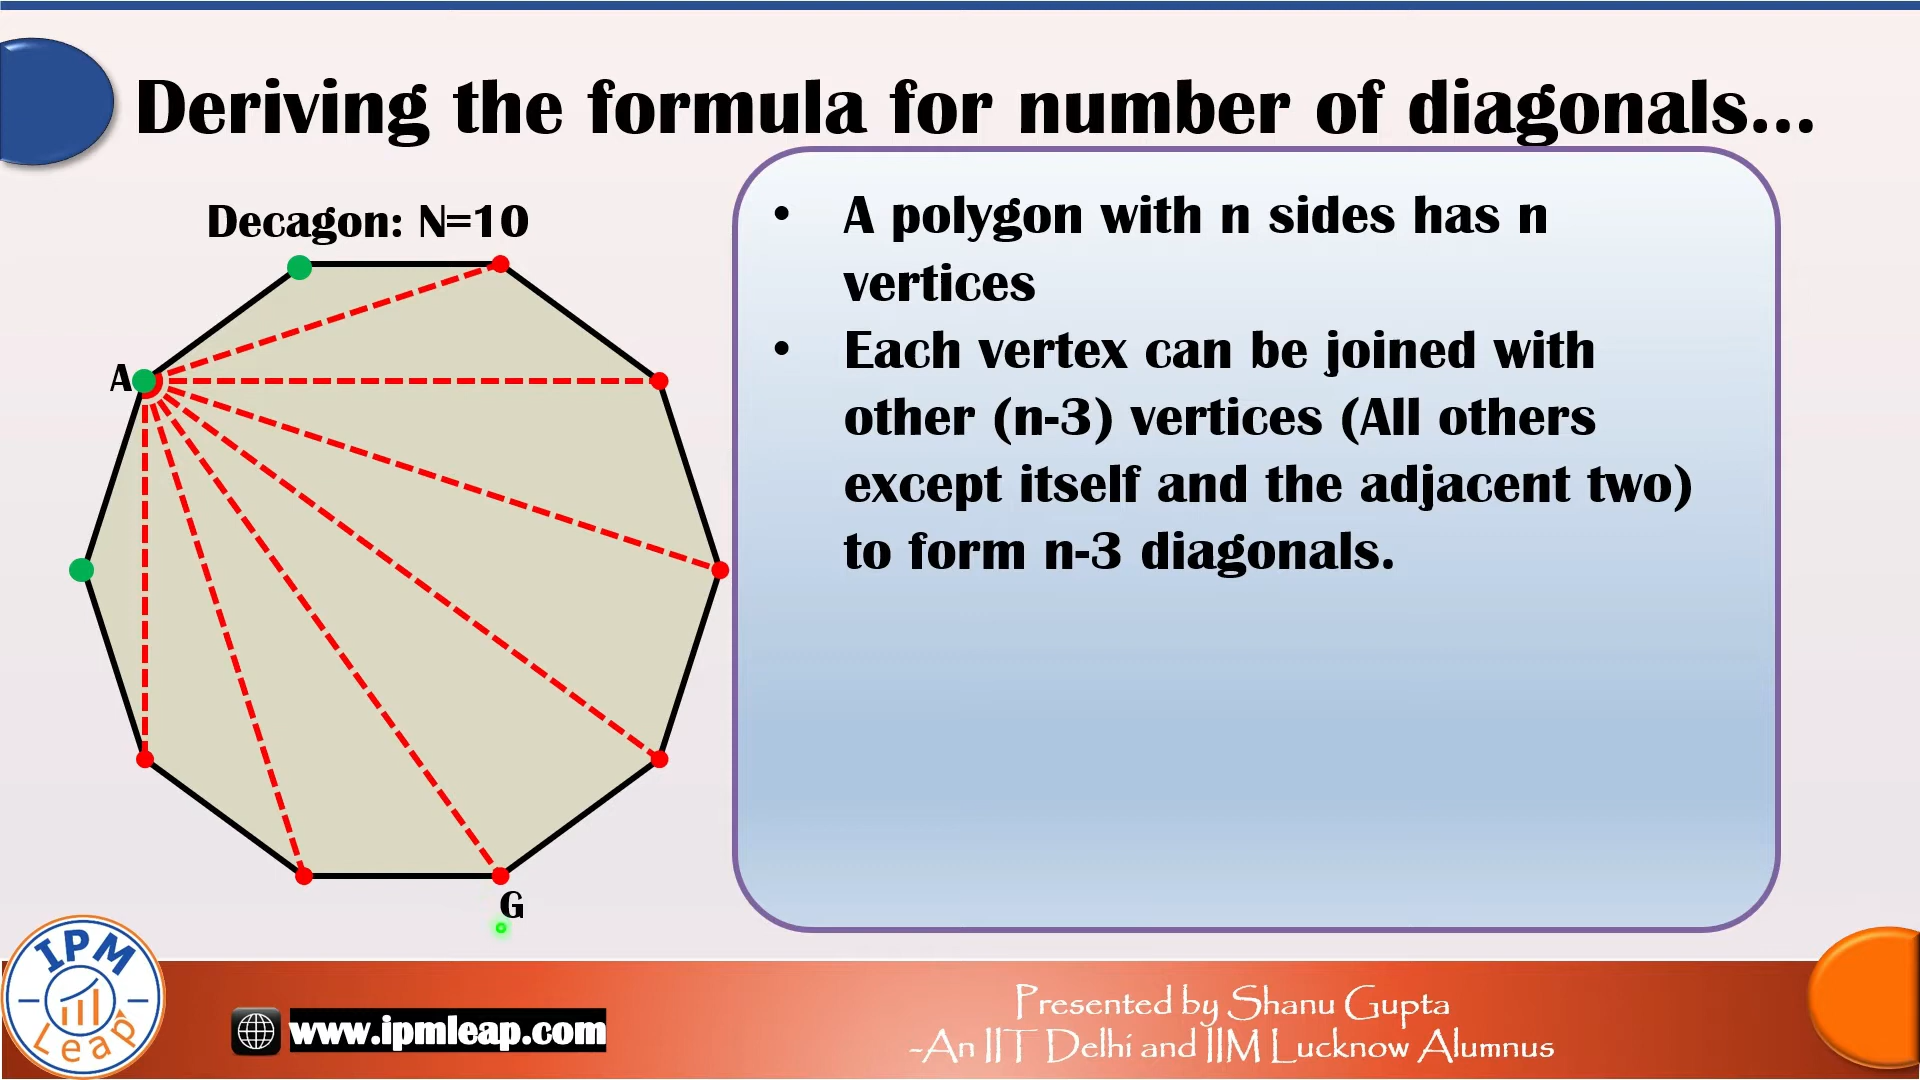 Deriving the formula for number of diagonals...
Decagon: N=10
A
G
• A polygon with n sides has n
vertices
• Each vertex can be joined with
other (n-3) vertices (All others
except itself and the adjacent two)
to form n-3 diagonals.
IPM
Leap
www.ipmleap.com
Presented by Shanu Gupta
-An IIT Delhi and IIM Lucknow Alumnus